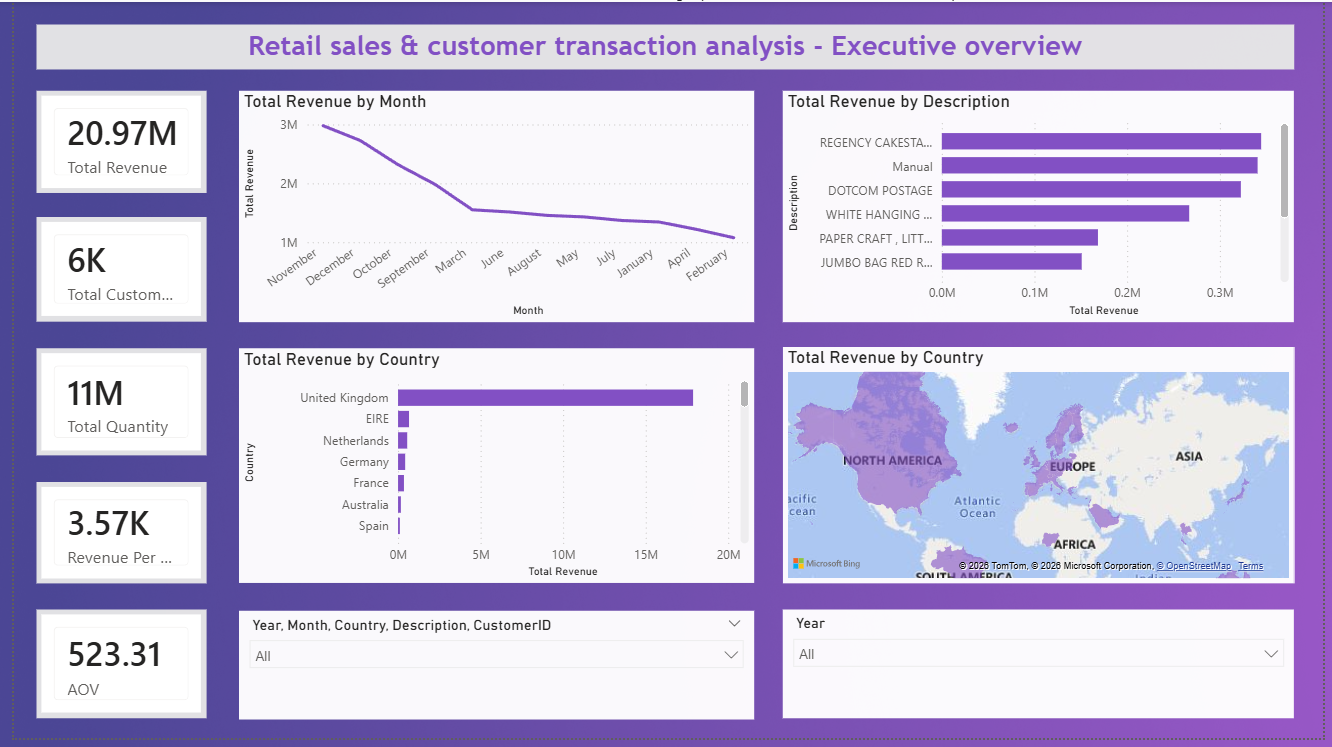 Retail sales & customer transaction analysis - Executive overview
20.97M
Total Revenue
6K
Total Custom...
11M
Total Quantity
3.57K
Revenue Per ...
523.31
AOV
Total Revenue by Month
Total Revenue
3M
2M
1M
November
December
October
September
March
June
August
May
July
January
April
February
Month
Total Revenue by Description
Description
REGENCY CAKESTA...
Manual
DOTCOM POSTAGE
WHITE HANGING ...
PAPER CRAFT , LITT...
JUMBO BAG RED R...
0.0M 0.1M 0.2M 0.3M
Total Revenue
Total Revenue by Country
Country
United Kingdom
EIRE
Netherlands
Germany
France
Australia
Spain
0M 5M 10M 15M 20M
Total Revenue
Total Revenue by Country
NORTH AMERICA
EUROPE
ASIA
acific
cean
Atlantic
Ocean
AFRICA
SOUTH AMERICA
Microsoft Bing
© 2026 TomTom, © 2026 Microsoft Corporation, © OpenStreetMap Terms
Year, Month, Country, Description, CustomerID
All
Year
All